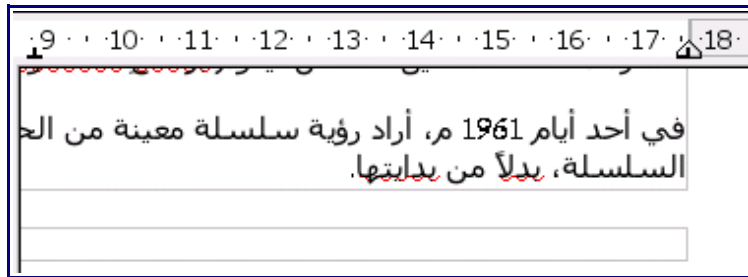 9 10 11 12 13 14 15 16 17 18
في أحد أيام 1961 م، أراد رؤية سلسلة معينة من
السلسلة، بدلاً من بدايتها.